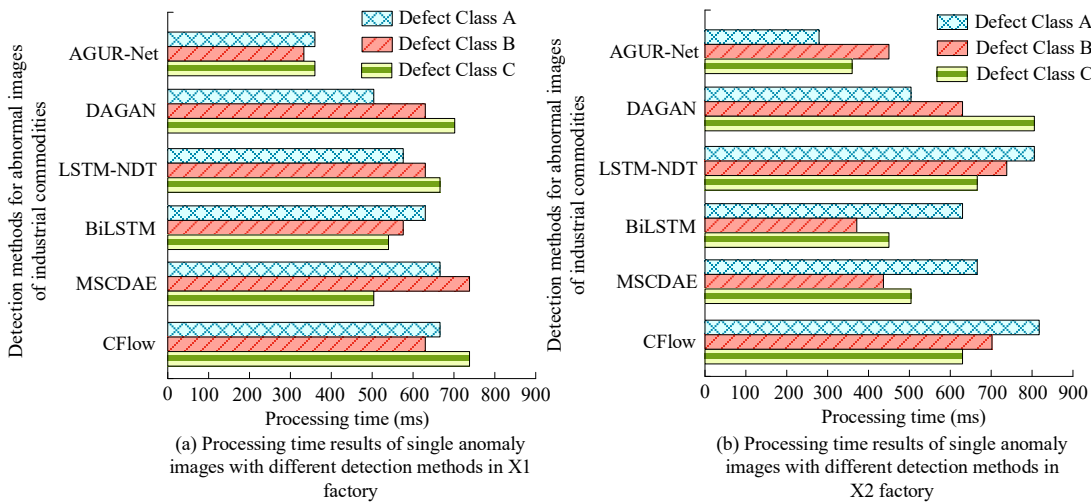 Detection methods for abnormal images
of industrial commodities
Defect Class A
Defect Class B
Defect Class C
AGUR-Net
DAGAN
LSTM-NDT
BiLSTM
MSCDAE
CFlow
0 100 200 300 400 500 600 700 800 900
Processing time (ms)
(a) Processing time results of single anomaly
images with different detection methods in X1
factory
Detection methods for abnormal images
of industrial commodities
Defect Class A
Defect Class B
Defect Class C
AGUR-Net
DAGAN
LSTM-NDT
BiLSTM
MSCDAE
CFlow
0 100 200 300 400 500 600 700 800 900
Processing time (ms)
(b) Processing time results of single anomaly
images with different detection methods in
X2 factory